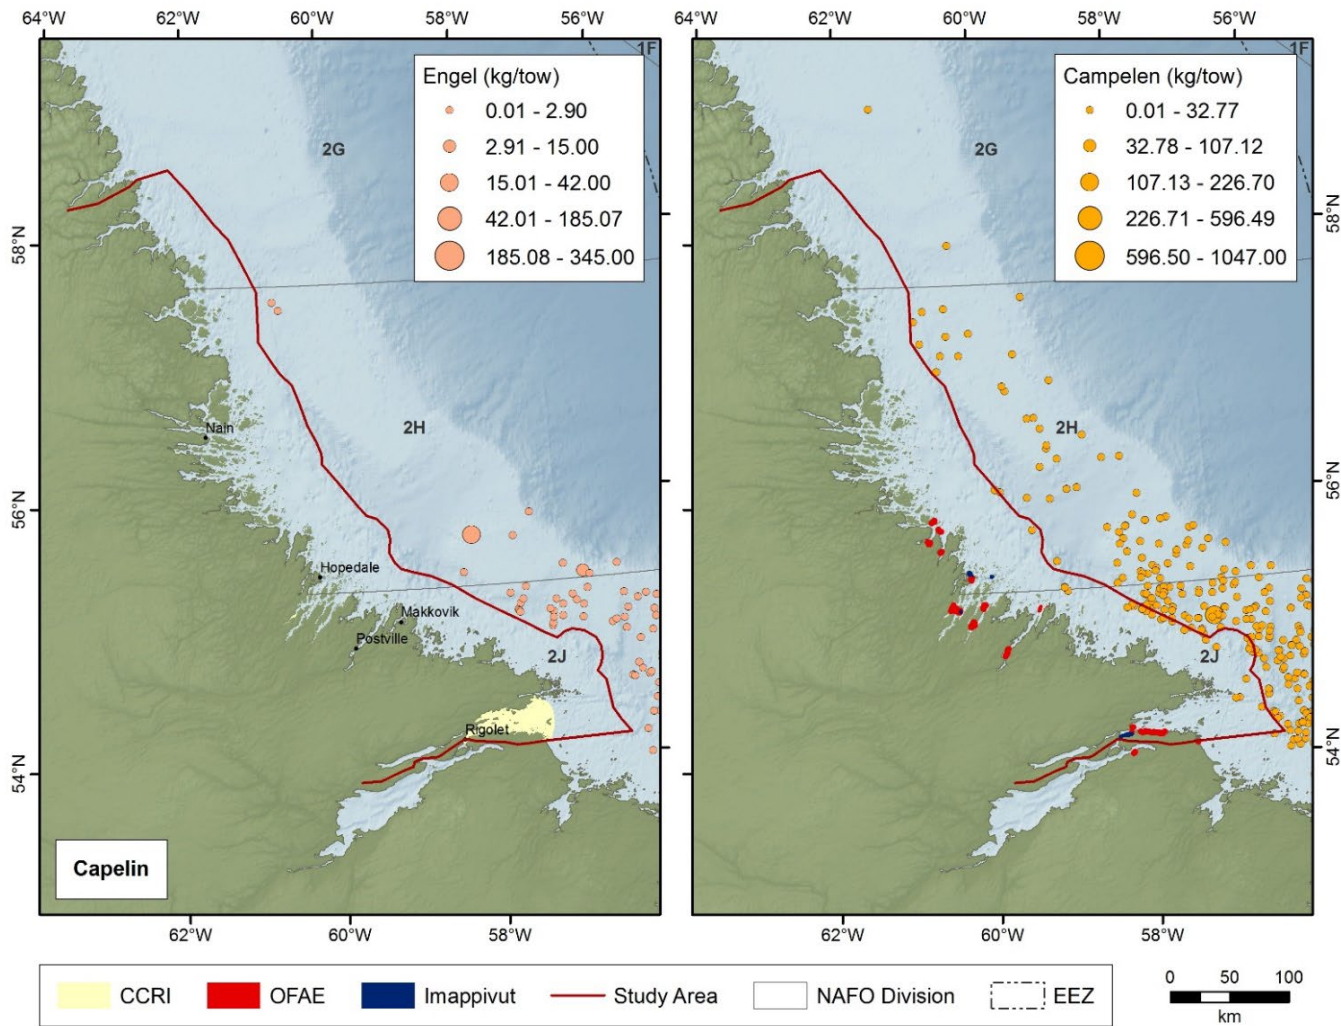 64°W 62°W 60°W 58°W 56°W
64°W 62°W 60°W 58°W 56°W
1F
1F
Engel (kg/tow)
0.01 - 2.90
2.91 - 15.00
15.01 - 42.00
42.01 - 185.07
185.08 - 345.00
Campelen (kg/tow)
0.01 - 32.77
32.78 - 107.12
107.13 - 226.70
226.71 - 596.49
596.50 - 1047.00
2G
2G
58°N
58°N
2H
2H
Nain
56°N
56°N
Hopedale
Makkovik
Postville
2J
2J
Rigolet
54°N
54°N
Capelin
62°W 60°W 58°W
62°W 60°W 58°W
CCRI OFAE Imappivut Study Area NAFO Division EEZ
0 50 100
km